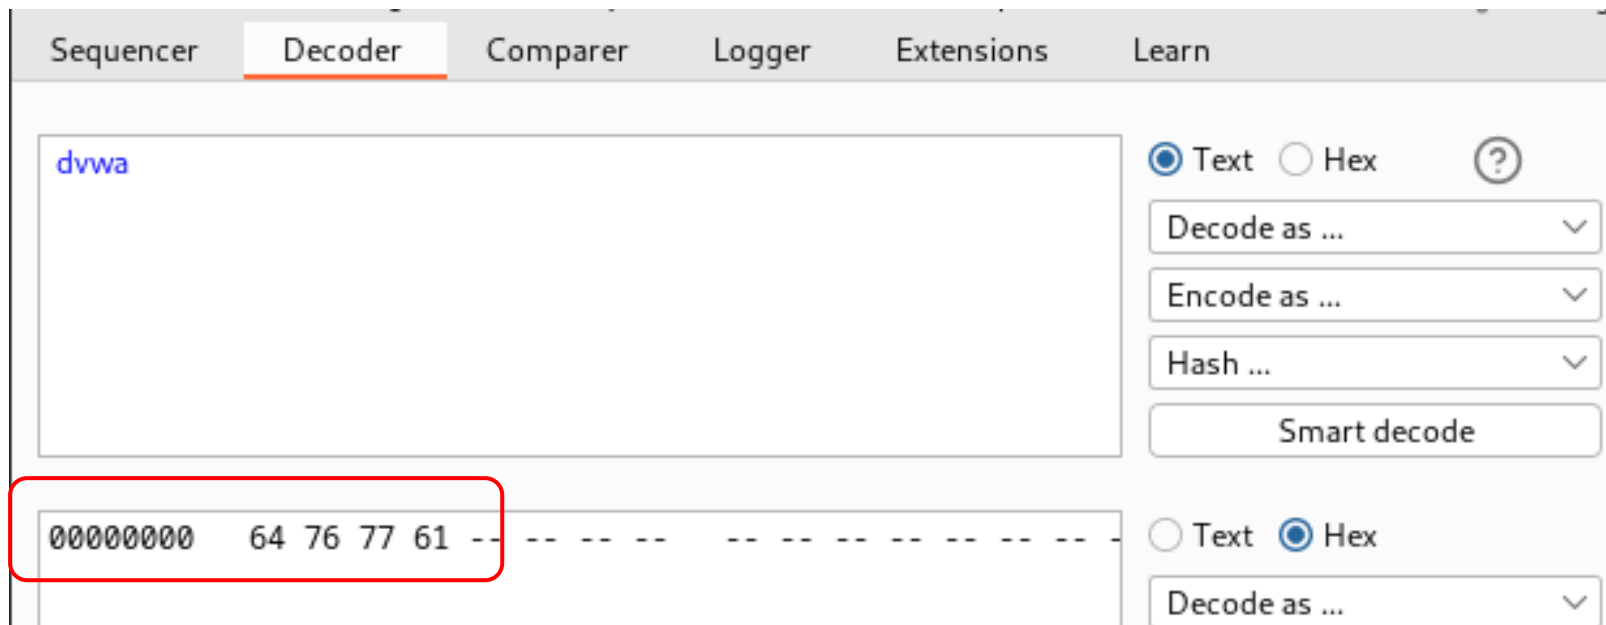 Sequencer Decoder Comparer Logger Extensions Learn
dvwa
Text Hex ?
Decode as ...
Encode as ...
Hash ...
Smart decode
00000000 64 76 77 61 -- -- -- -- -- -- -- -- -- -- -- -
Text Hex
Decode as ...